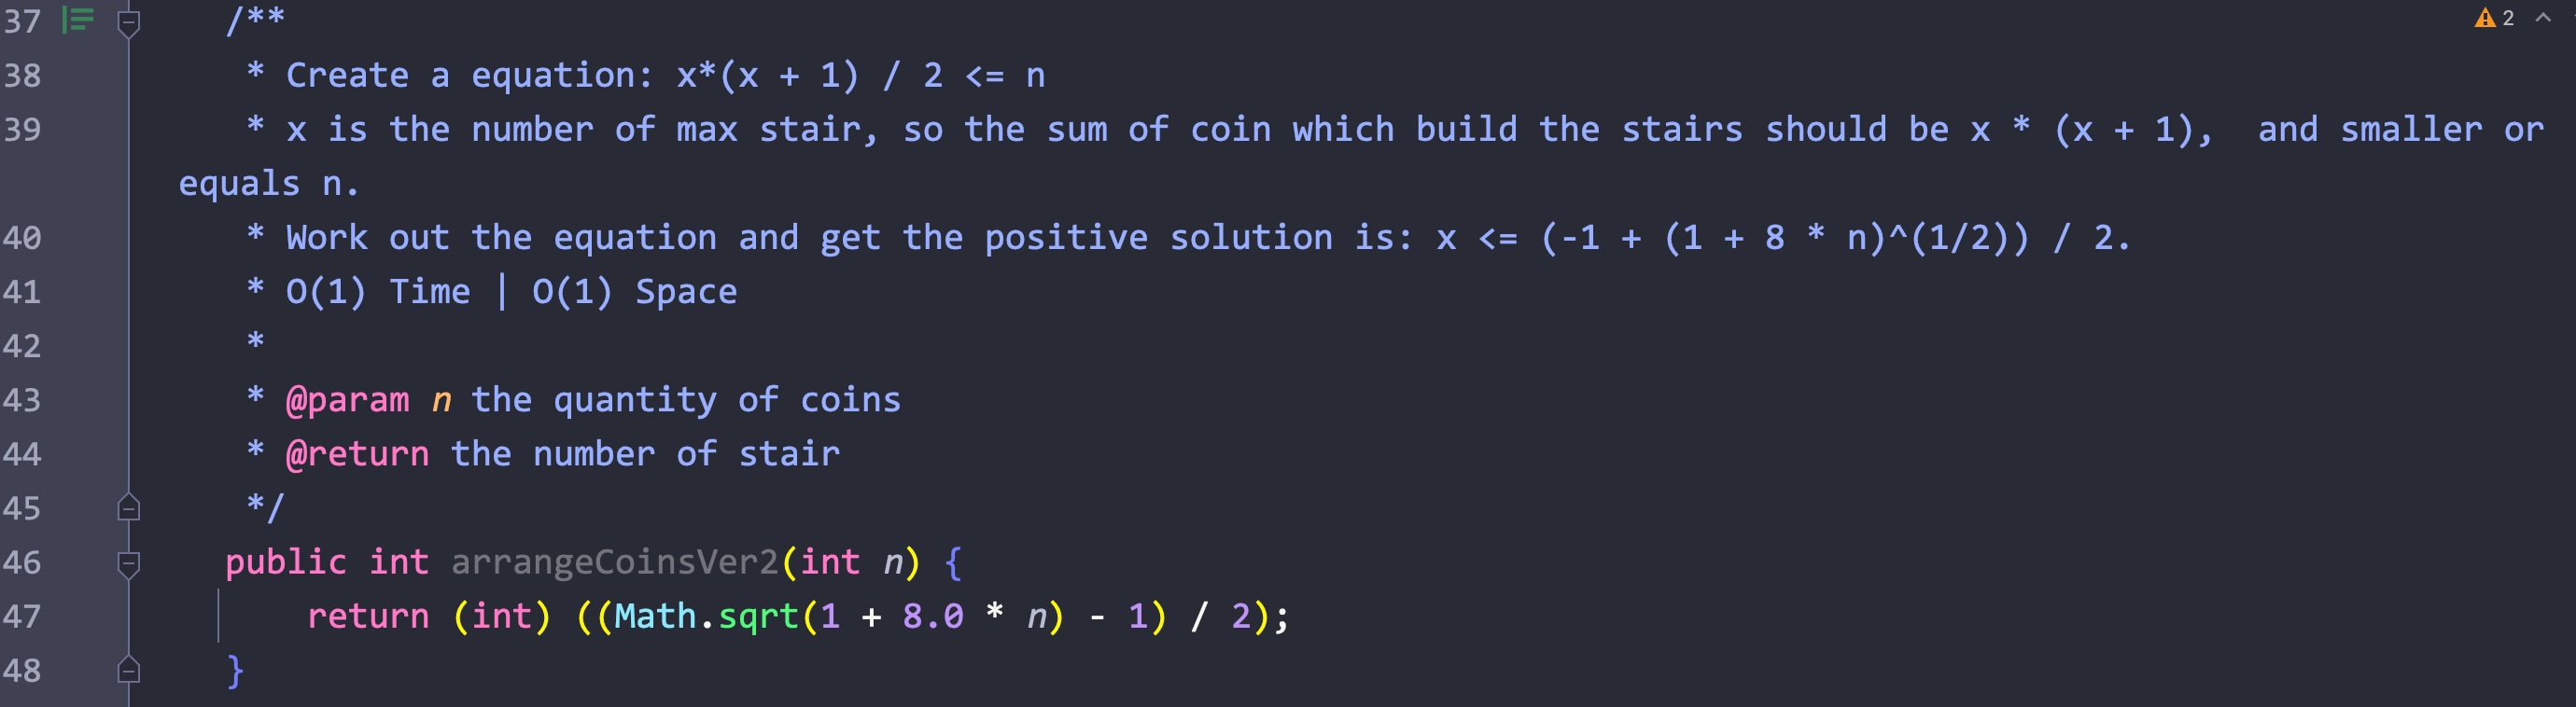 37 /**
38 * Create a equation: x*(x + 1) / 2 <= n
39 * x is the number of max stair, so the sum of coin which build the stairs should be x * (x + 1),  and smaller or
equals n.
40 * Work out the equation and get the positive solution is: x <= (-1 + (1 + 8 * n)^(1/2)) / 2.
41 * O(1) Time | O(1) Space
42 *
43 * @param n the quantity of coins
44 * @return the number of stair
45 */
46 public int arrangeCoinsVer2(int n) {
47 return (int) ((Math.sqrt(1 + 8.0 * n) - 1) / 2);
48 }
2